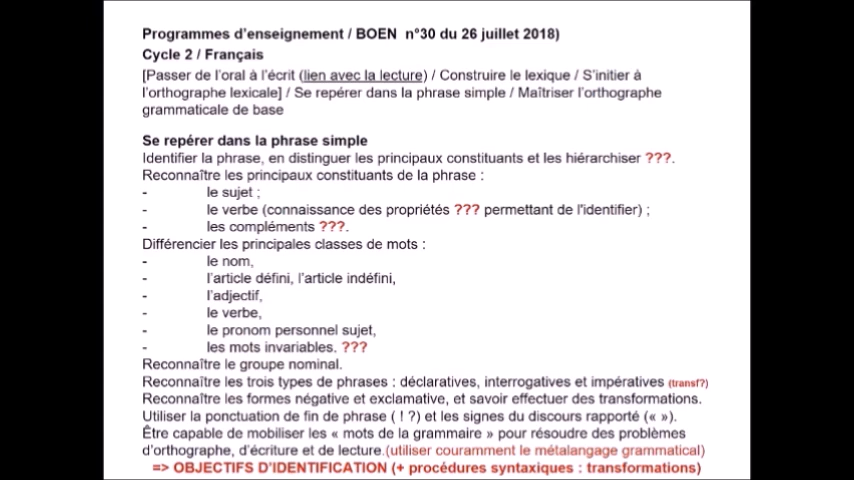 Programmes d'enseignement / BOEN n°30 du 26 juillet 2018)
Cycle 2 / Français
[Passer de l'oral à l'écrit (lien avec la lecture) / Construire le lexique / S'initier à
l'orthographe lexicale] / Se repérer dans la phrase simple / Maîtriser l'orthographe
grammaticale de base
Se repérer dans la phrase simple
Identifier la phrase, en distinguer les principaux constituants et les hiérarchiser ???.
Reconnaître les principaux constituants de la phrase :
- le sujet ;
- le verbe (connaissance des propriétés ??? permettant de l'identifier) ;
- les compléments ???.
Différencier les principales classes de mots :
- le nom,
- l'article défini, l'article indéfini,
- l'adjectif,
- le verbe,
- le pronom personnel sujet,
- les mots invariables. ???
Reconnaître le groupe nominal.
Reconnaître les trois types de phrases : déclaratives, interrogatives et impératives (transf?)
Reconnaître les formes négative et exclamative, et savoir effectuer des transformations.
Utiliser la ponctuation de fin de phrase ( ! ?) et les signes du discours rapporté (« »).
Être capable de mobiliser les « mots de la grammaire » pour résoudre des problèmes
d'orthographe, d'écriture et de lecture.(utiliser couramment le métalangage grammatical)
=> OBJECTIFS D'IDENTIFICATION (+ procédures syntaxiques : transformations)